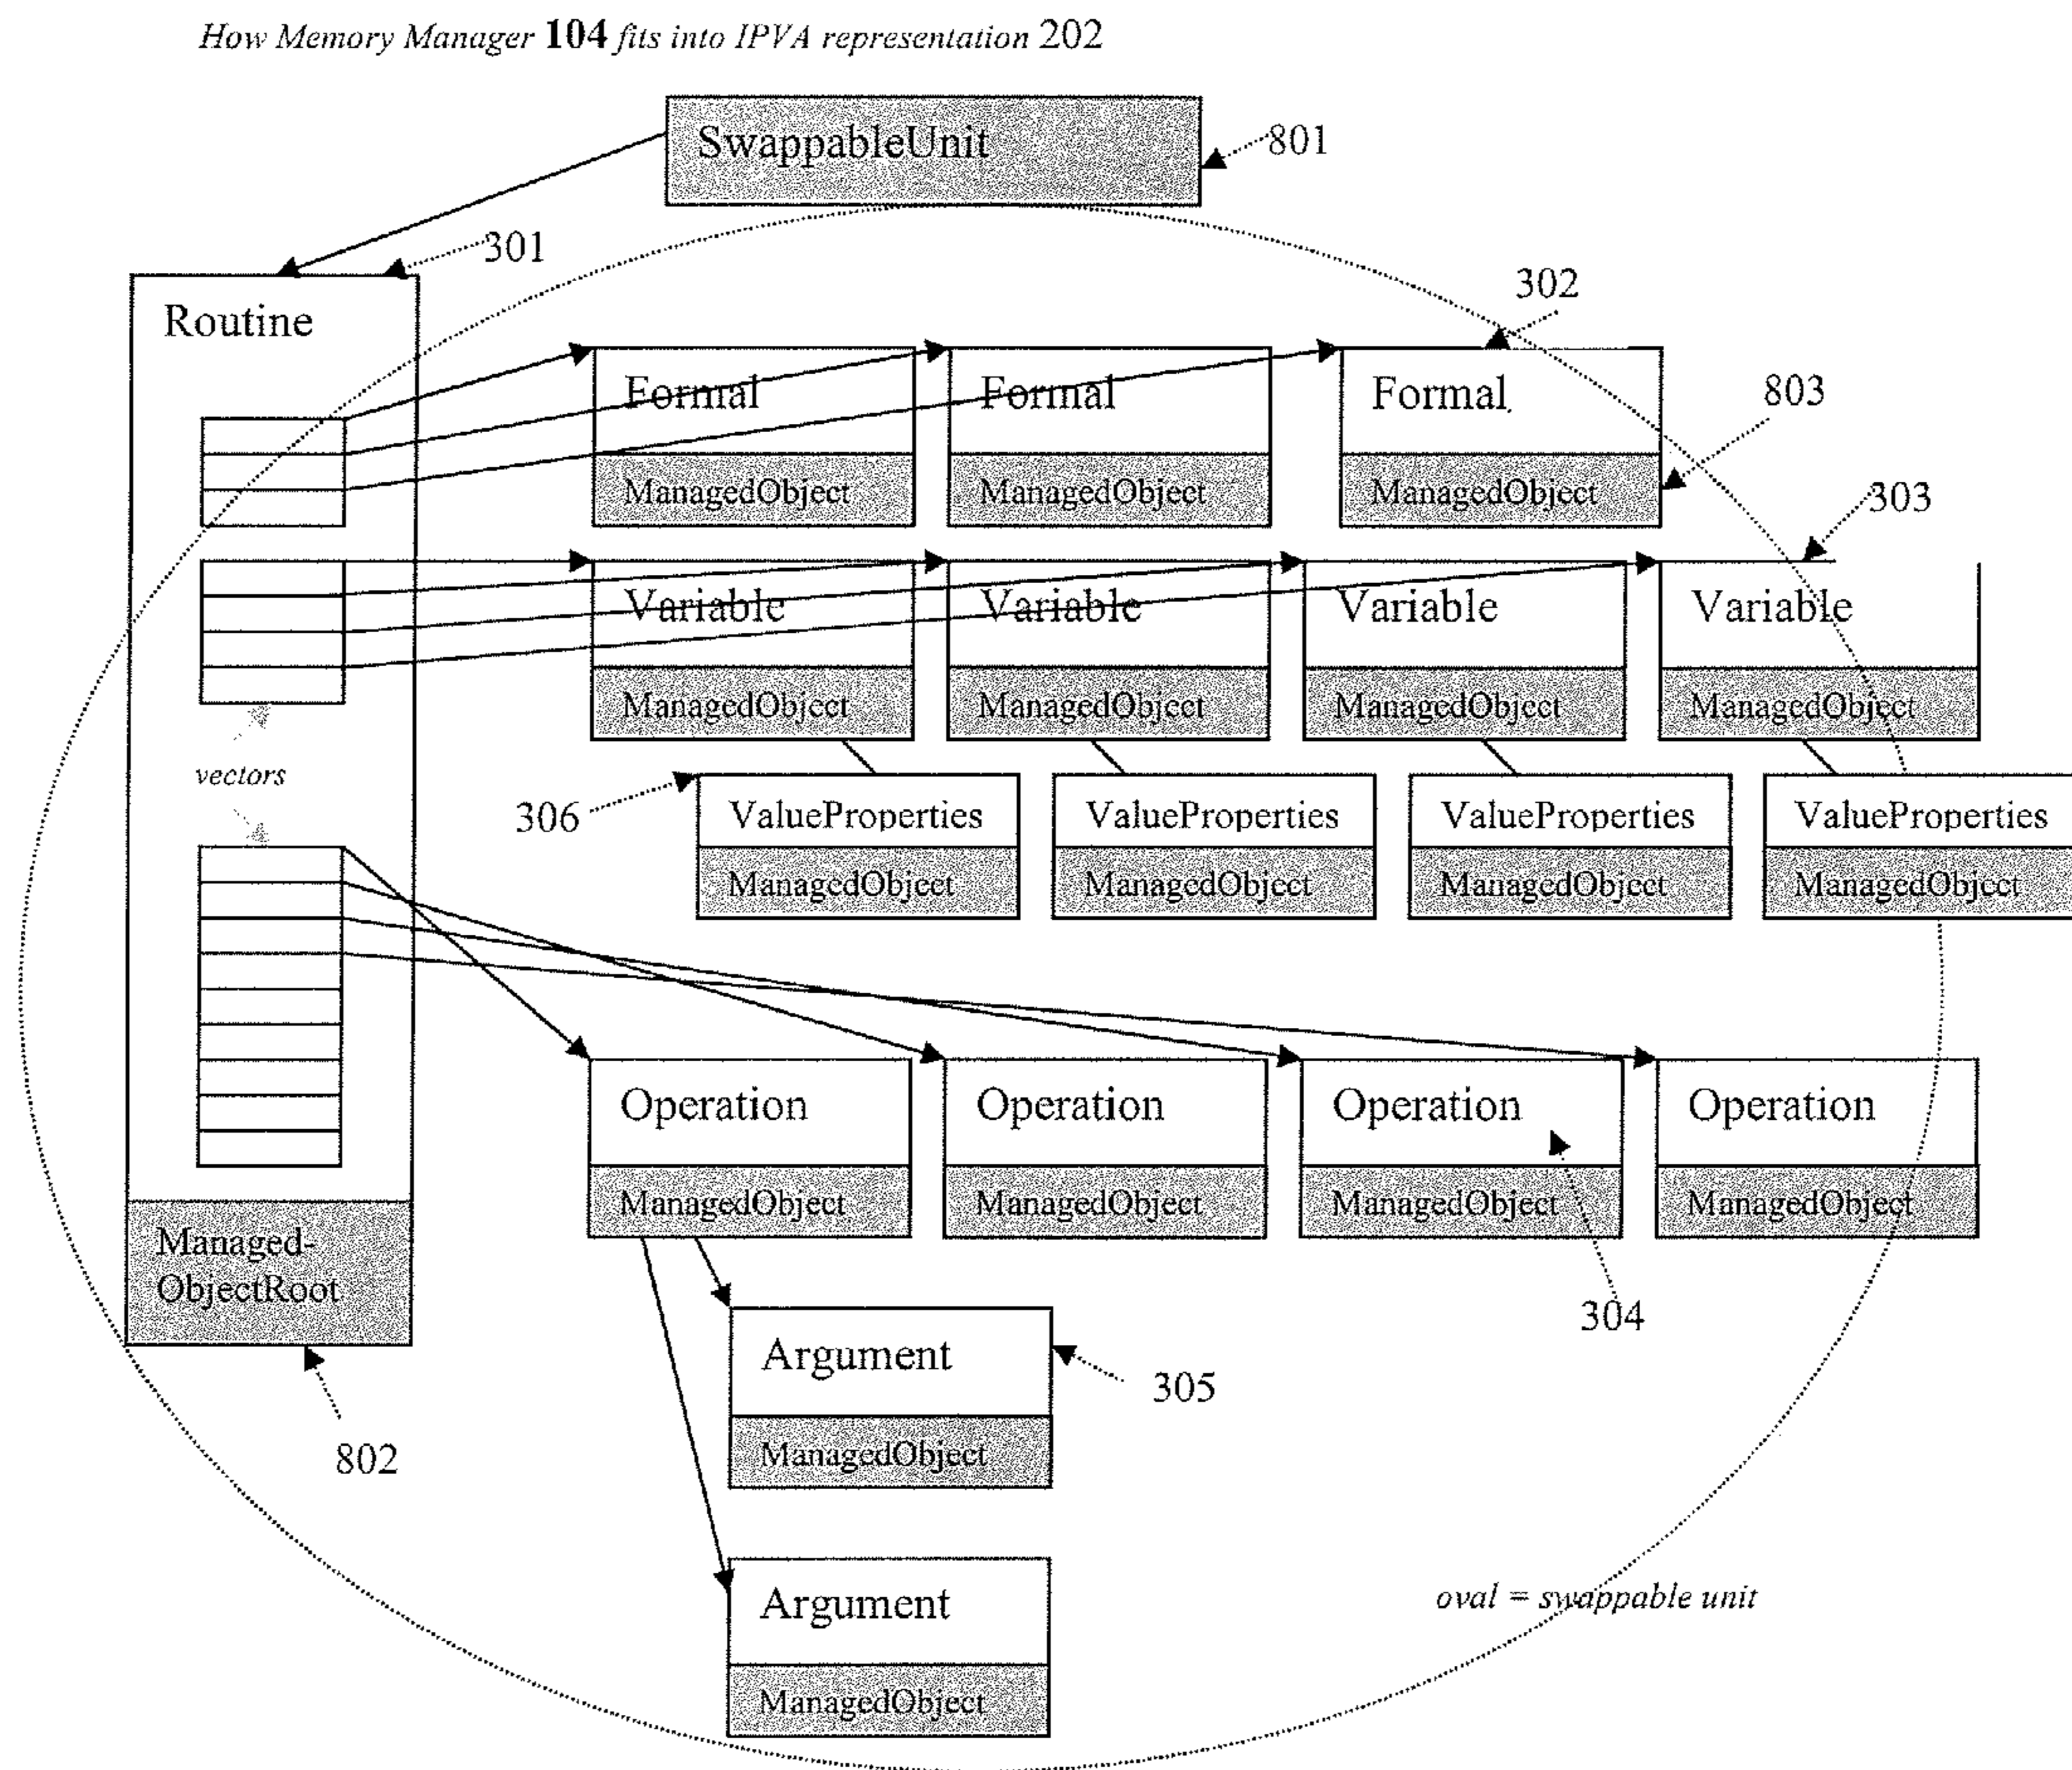 How Memory Manager 104 fits into IPVA representation 202
SwappableUnit
801
301
302
Routine
Formal
Formal
Formal
803
ManagedObject
ManagedObject
ManagedObject
303
Variable
Variable
Variable
Variable
ManagedObject
ManagedObject
ManagedObject
ManagedObject
vectors
306
ValueProperties
ValueProperties
ValueProperties
ValueProperties
ManagedObject
ManagedObject
ManagedObject
ManagedObject
Operation
Operation
Operation
Operation
ManagedObject
ManagedObject
ManagedObject
ManagedObject
Managed-
ObjectRoot
304
Argument
305
ManagedObject
802
Argument
oval = swappable unit
ManagedObject